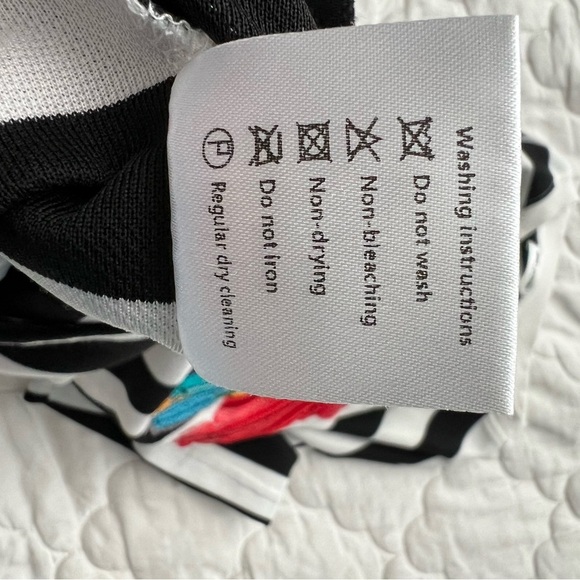 Washing instructions
Do not wash
Non-bleaching
Non-drying
Do not iron
P Regular dry cleaning